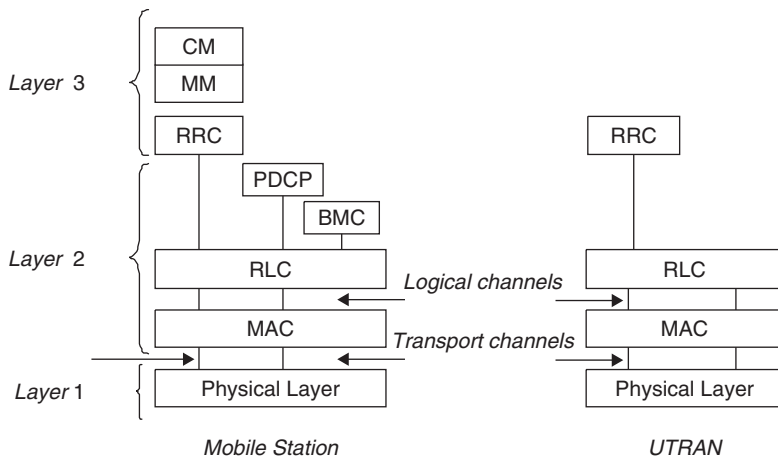 CM
Layer 3
MM
RRC
RRC
PDCP
BMC
Layer 2
RLC
RLC
Logical channels
MAC
MAC
Transport channels
Layer 1
Physical Layer
Physical Layer
Mobile Station
UTRAN